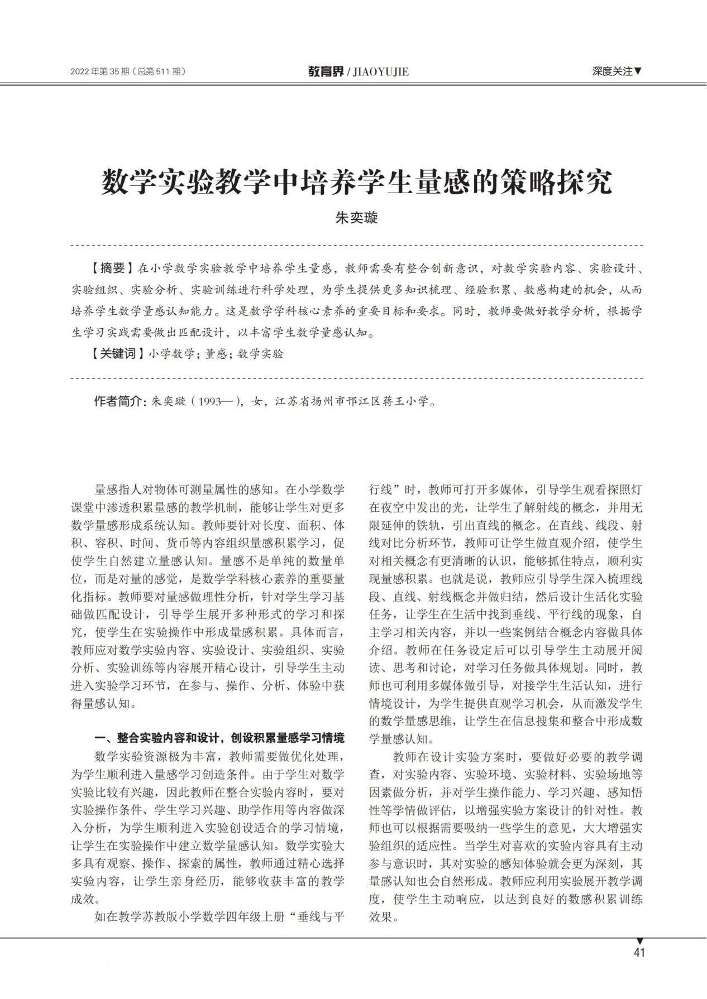 2022 年第 35 期（总第 511 期）
教育界 / JIAOYUJIE
深度关注▼
数学实验教学中培养学生量感的策略探究
朱奕璇
【摘要】在小学数学实验教学中培养学生量感，教师需要有整合创新意识，对数学实验内容、实验设计、
实验组织、实验分析、实验训练进行科学处理，为学生提供更多知识梳理、经验积累、数感构建的机会，从而
培养学生数学量感认知能力。这是数学学科核心素养的重要目标和要求。同时，教师要做好教学分析，根据学
生学习实践需要做出匹配设计，以丰富学生数学量感认知。
【关键词】小学数学；量感；数学实验
作者简介：朱奕璇（1993—），女，江苏省扬州市邗江区蒋王小学。
量感指人对物体可测量属性的感知。在小学数学
课堂中渗透积累量感的教学机制，能够让学生对更多
数学量感形成系统认知。教师要针对长度、面积、体
积、容积、时间、货币等内容组织量感积累学习，促
使学生自然建立量感认知。量感不是单纯的数量单
位，而是对量的感觉，是数学学科核心素养的重要量
化指标。教师要对量感做理性分析，针对学生学习基
础做匹配设计，引导学生展开多种形式的学习和探
究，使学生在实验操作中形成量感积累。具体而言，
教师应对数学实验内容、实验设计、实验组织、实验
分析、实验训练等内容展开精心设计，引导学生主动
进入实验学习环节，在参与、操作、分析、体验中获
得量感认知。
一、整合实验内容和设计，创设积累量感学习情境
数学实验资源极为丰富，教师需要做优化处理，
为学生顺利进入量感学习创造条件。由于学生对数学
实验比较有兴趣，因此教师在整合实验内容时，要对
实验操作条件、学生学习兴趣、助学作用等内容做深
入分析，为学生顺利进入实验创设适合的学习情境，
让学生在实验操作中建立数学量感认知。数学实验大
多具有观察、操作、探索的属性，教师通过精心选择
实验内容，让学生亲身经历，能够收获丰富的教学
成效。
如在教学苏教版小学数学四年级上册“垂线与平
行线”时，教师可打开多媒体，引导学生观看探照灯
在夜空中发出的光，让学生了解射线的概念，并用无
限延伸的铁轨，引出直线的概念。在直线、线段、射
线对比分析环节，教师可让学生做直观介绍，使学生
对相关概念有更清晰的认识，能够抓住特点，顺利实
现量感积累。也就是说，教师应引导学生深入梳理线
段、直线、射线概念并做归结，然后设计生活化实验
任务，让学生在生活中找到垂线、平行线的现象，自
主学习相关内容，并以一些案例结合概念内容做具体
介绍。教师在任务设定后可以引导学生主动展开阅
读、思考和讨论，对学习任务做具体规划。同时，教
师也可利用多媒体做引导，对接学生生活认知，进行
情境设计，为学生提供直观学习机会，从而激发学生
的数学量感思维，让学生在信息搜集和整合中形成数
学量感认知。
教师在设计实验方案时，要做好必要的教学调
查，对实验内容、实验环境、实验材料、实验场地等
因素做分析，并对学生操作能力、学习兴趣、感知悟
性等学情做评估，以增强实验方案设计的针对性。教
师也可以根据需要吸纳一些学生的意见，大大增强实
验组织的适应性。当学生对喜欢的实验内容具有主动
参与意识时，其对实验的感知体验就会更为深刻，其
量感认知也会自然形成。教师应利用实验展开教学调
度，使学生主动响应，以达到良好的数感积累训练
效果。
41